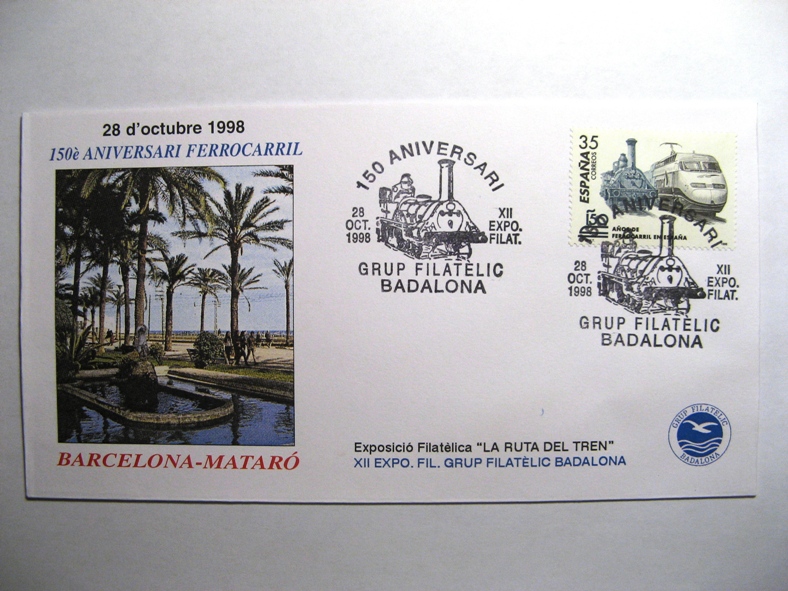 28 d'octubre 1998
150è ANIVERSARI FERROCARRIL
BARCELONA-MATARÓ
150 ANIVERSARI
28
OCT.
1998
XII
EXPO.
FILAT.
GRUP FILATÈLIC
BADALONA
35
ESPAÑA
CORREOS
150
AÑOS DE
FERROCARRIL EN ESPAÑA
ANIVERSARI
28
OCT.
1998
XII
EXPO.
FILAT.
GRUP FILATÈLIC
BADALONA
Exposició Filatèlica "LA RUTA DEL TREN"
XII EXPO. FIL. GRUP FILATÈLIC BADALONA
GRUP FILATÈLIC
BADALONA